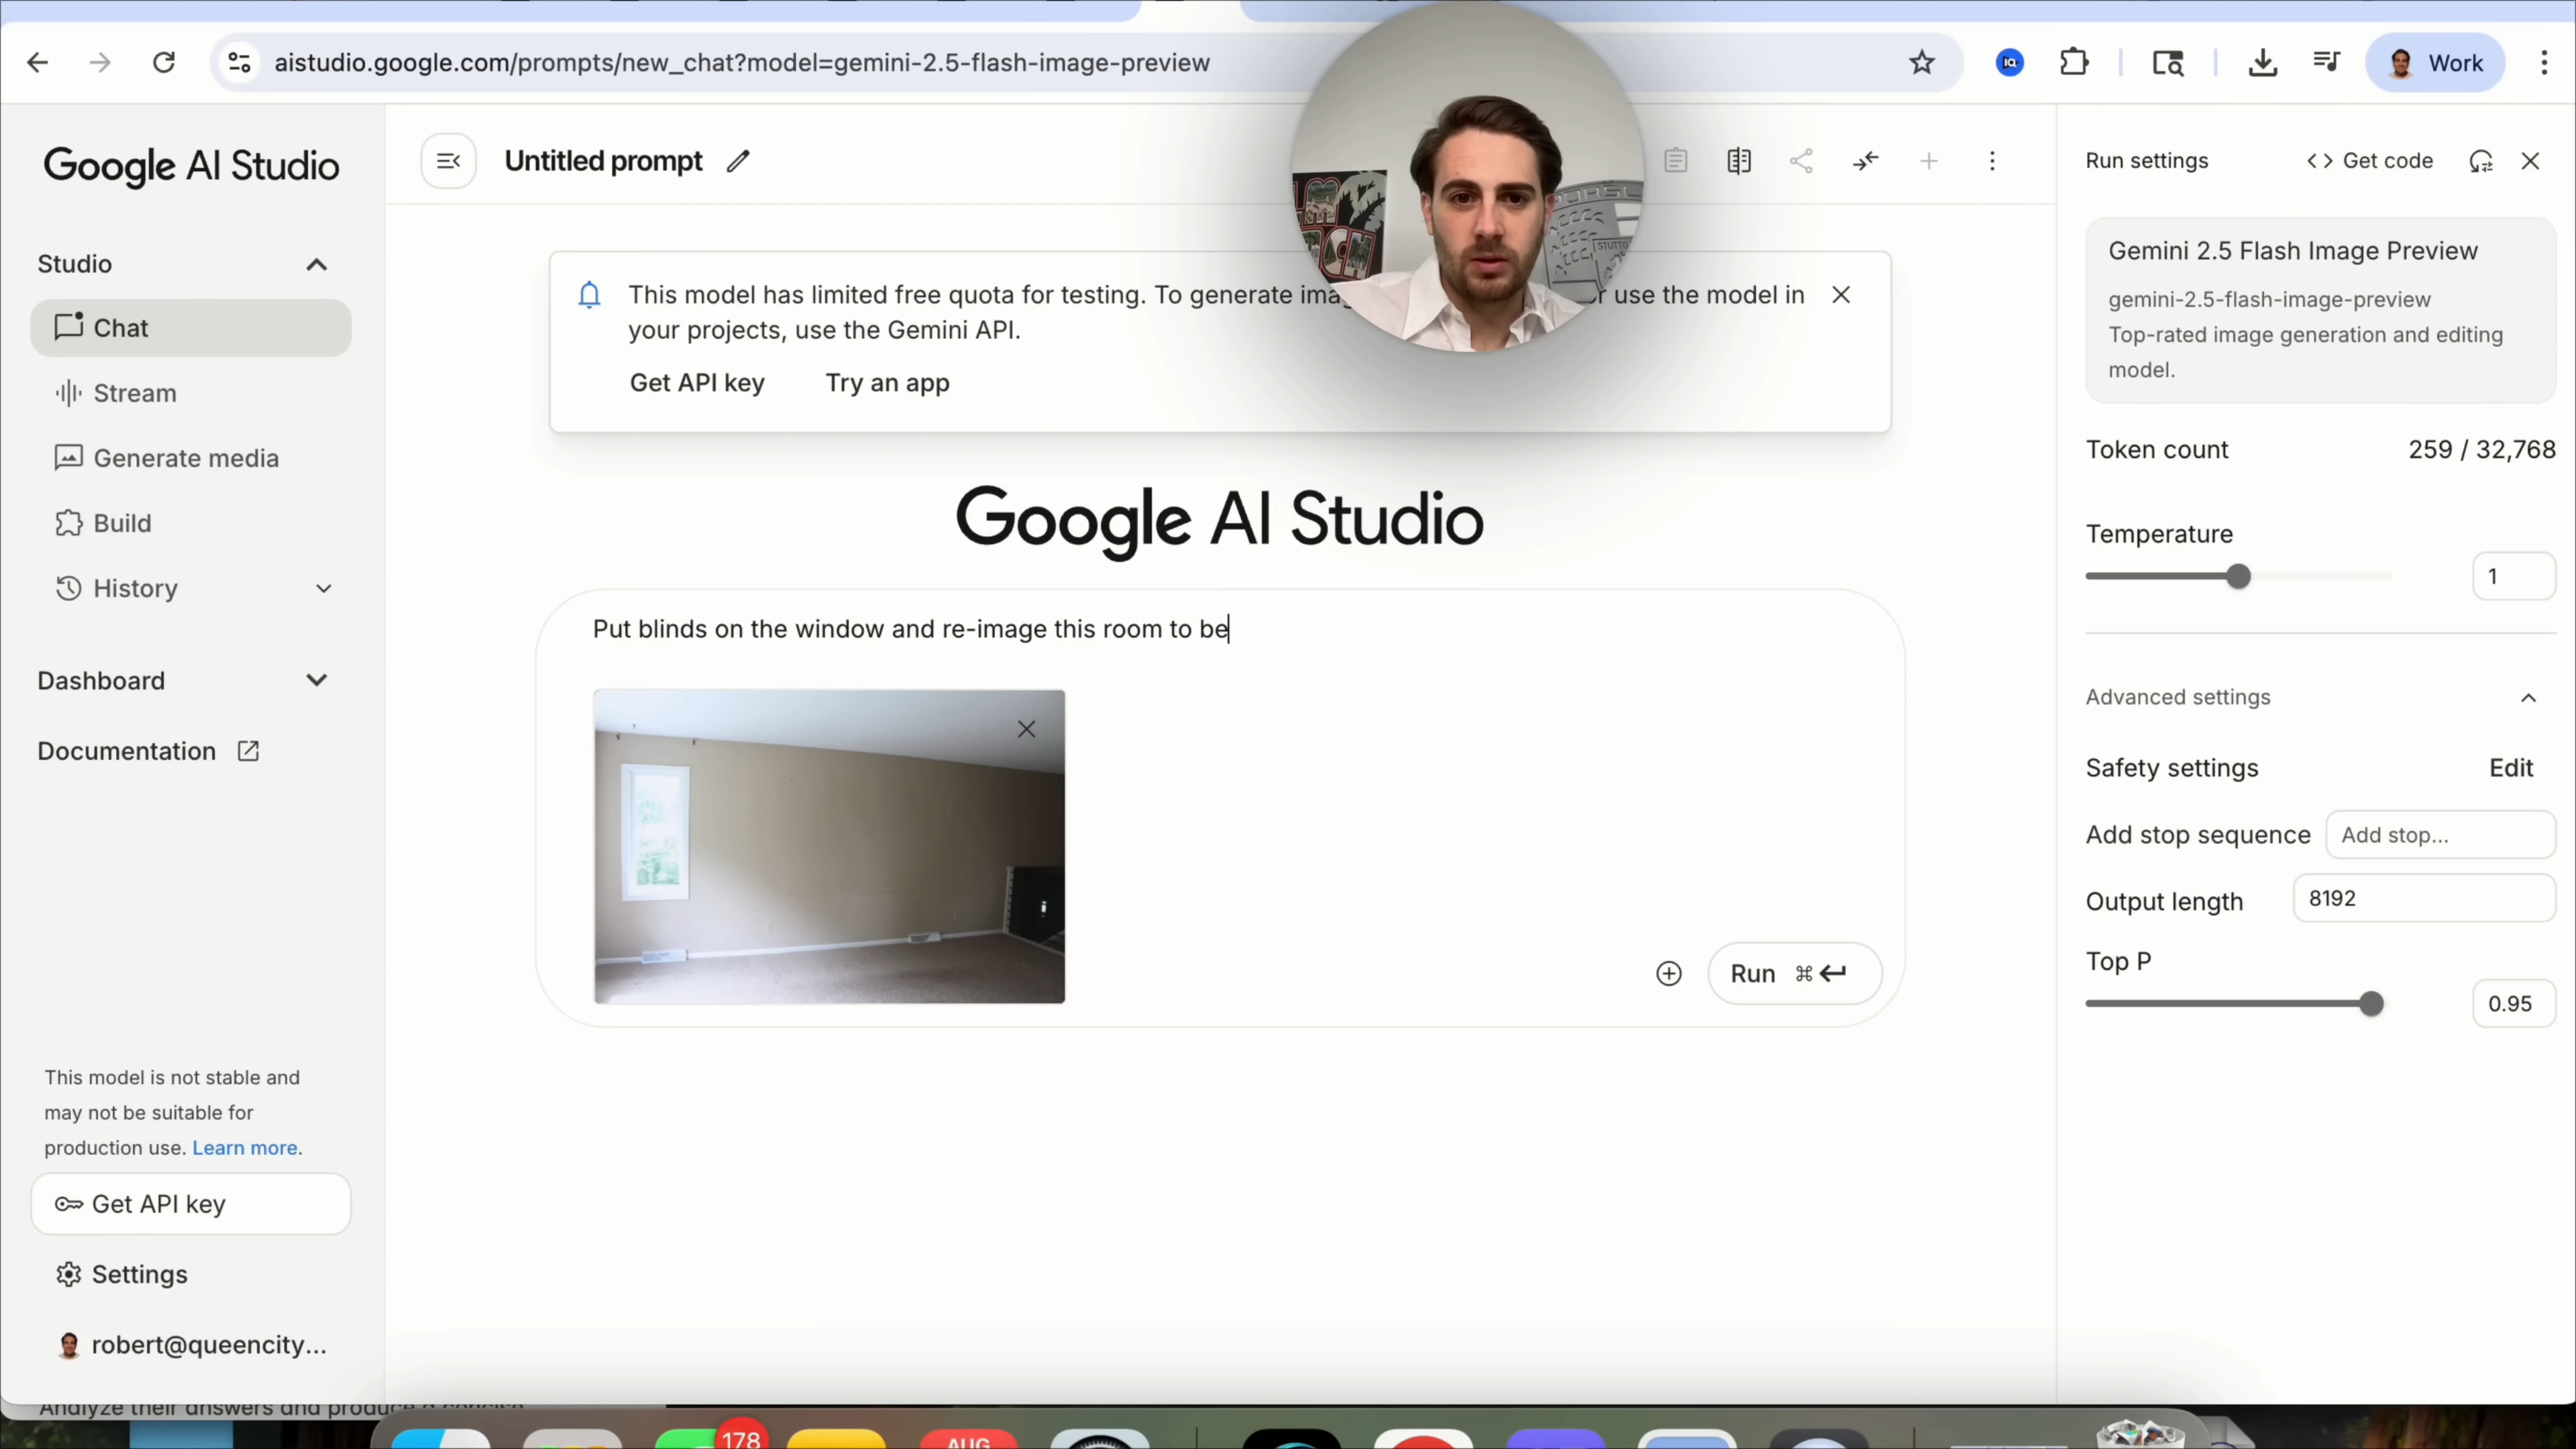 aistudio.google.com/prompts/new_chat?model=gemini-2.5-flash-image-preview
Work
Google AI Studio
Untitled prompt
Run settings
Get code
Studio
Chat
Stream
Generate media
Build
History
Dashboard
Documentation
This model is not stable and
may not be suitable for
production use. Learn more.
Get API key
Settings
robert@queencity...
This model has limited free quota for testing. To generate use the model in
your projects, use the Gemini API.
Get API key
Try an app
Google AI Studio
Put blinds on the window and re-image this room to be
Run
Gemini 2.5 Flash Image Preview
gemini-2.5-flash-image-preview
Top-rated image generation and editing
model.
Token count
259 / 32,768
Temperature
1
Advanced settings
Safety settings
Edit
Add stop sequence
Add stop...
Output length
8192
Top P
0.95
Analyze their answers and produce a concise
178
AUG